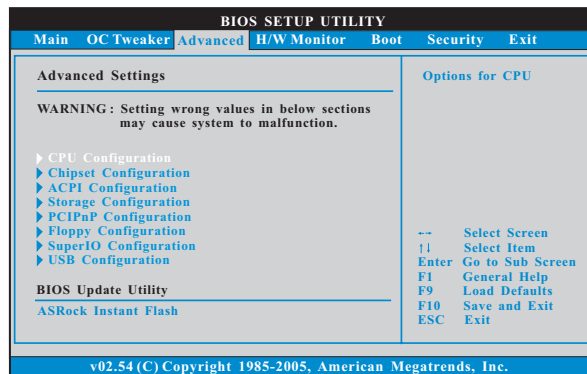 BIOS SETUP UTILITY
Main OC Tweaker Advanced H/W Monitor Boot Security Exit
Advanced Settings
WARNING : Setting wrong values in below sections
may cause system to malfunction.
CPU Configuration
Chipset Configuration
ACPI Configuration
Storage Configuration
PCIPnP Configuration
Floppy Configuration
SuperIO Configuration
USB Configuration
BIOS Update Utility
ASRock Instant Flash
Options for CPU
←→ Select Screen
↑↓ Select Item
Enter Go to Sub Screen
F1 General Help
F9 Load Defaults
F10 Save and Exit
ESC Exit
v02.54 (C) Copyright 1985-2005, American Megatrends, Inc.